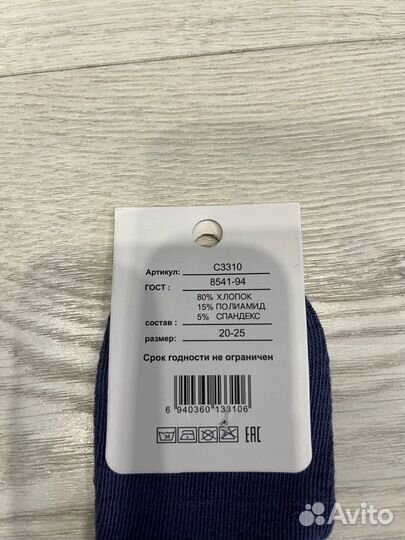 Артикул: С3310
ГОСТ : 8541-94
80% ХЛОПОК
15% ПОЛИАМИД
состав : 5% СПАНДЕКС
размер: 20-25
Срок годности не ограничен
6 940360 133106
EAC
Avito